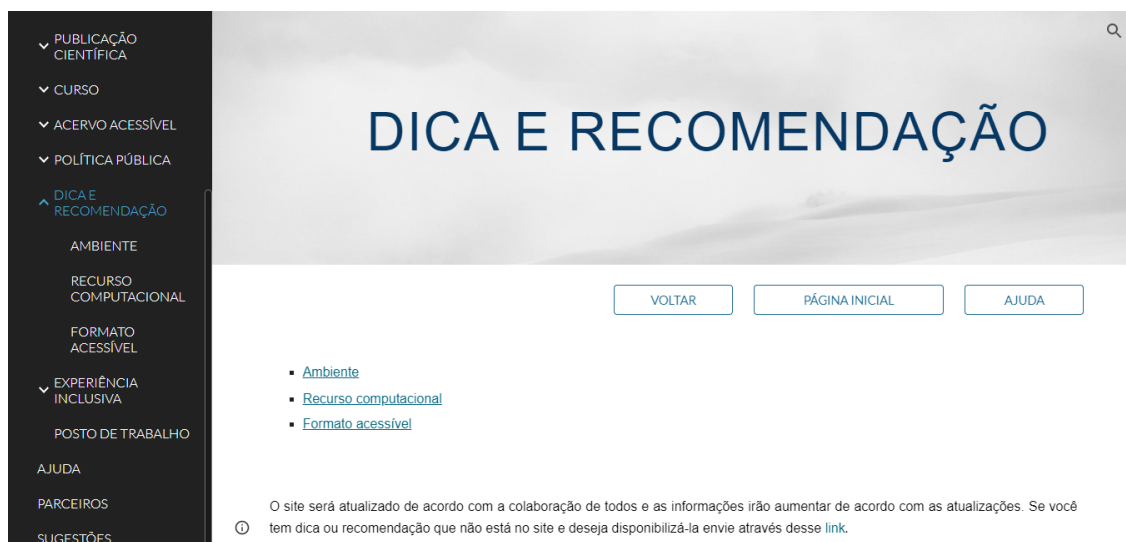 PUBLICAÇÃO
CIENTÍFICA
CURSO
ACERVO ACESSÍVEL
POLÍTICA PÚBLICA
DICA E
RECOMENDAÇÃO
AMBIENTE
RECURSO
COMPUTACIONAL
FORMATO
ACESSÍVEL
EXPERIÊNCIA
INCLUSIVA
POSTO DE TRABALHO
AJUDA
PARCEIROS
SUGESTÕES
DICA E RECOMENDAÇÃO
VOLTAR
PÁGINA INICIAL
AJUDA
Ambiente
Recurso computacional
Formato acessível
O site será atualizado de acordo com a colaboração de todos e as informações irão aumentar de acordo com as atualizações. Se você
tem dica ou recomendação que não está no site e deseja disponibilizá-la envie através desse link.